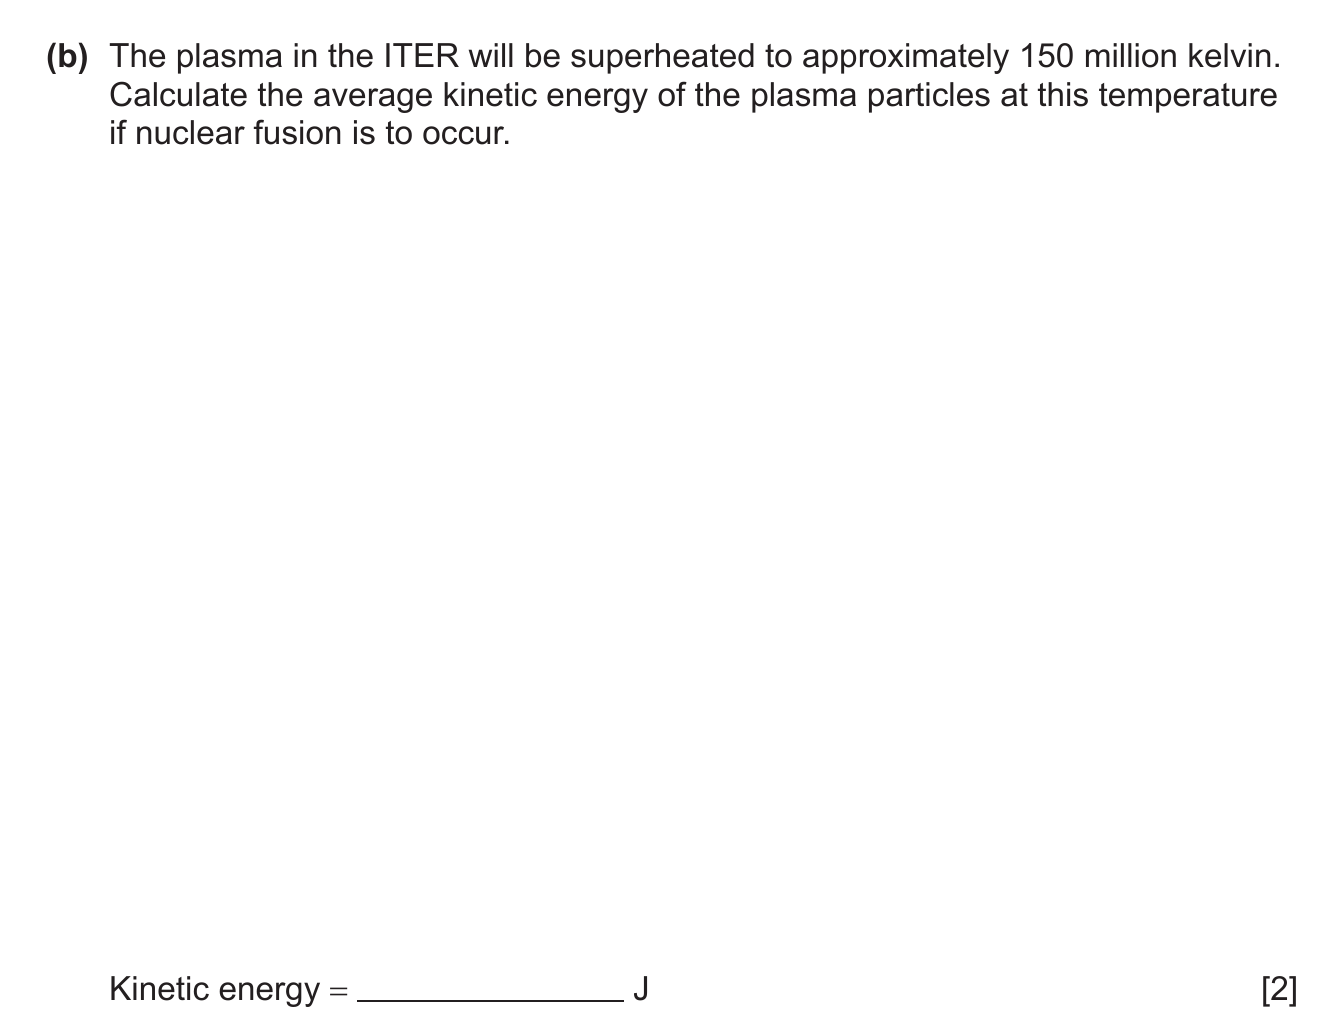 (b) The plasma in the ITER will be superheated to approximately 150 million kelvin.
Calculate the average kinetic energy of the plasma particles at this temperature
if nuclear fusion is to occur.
Kinetic energy = ______________ J [2]